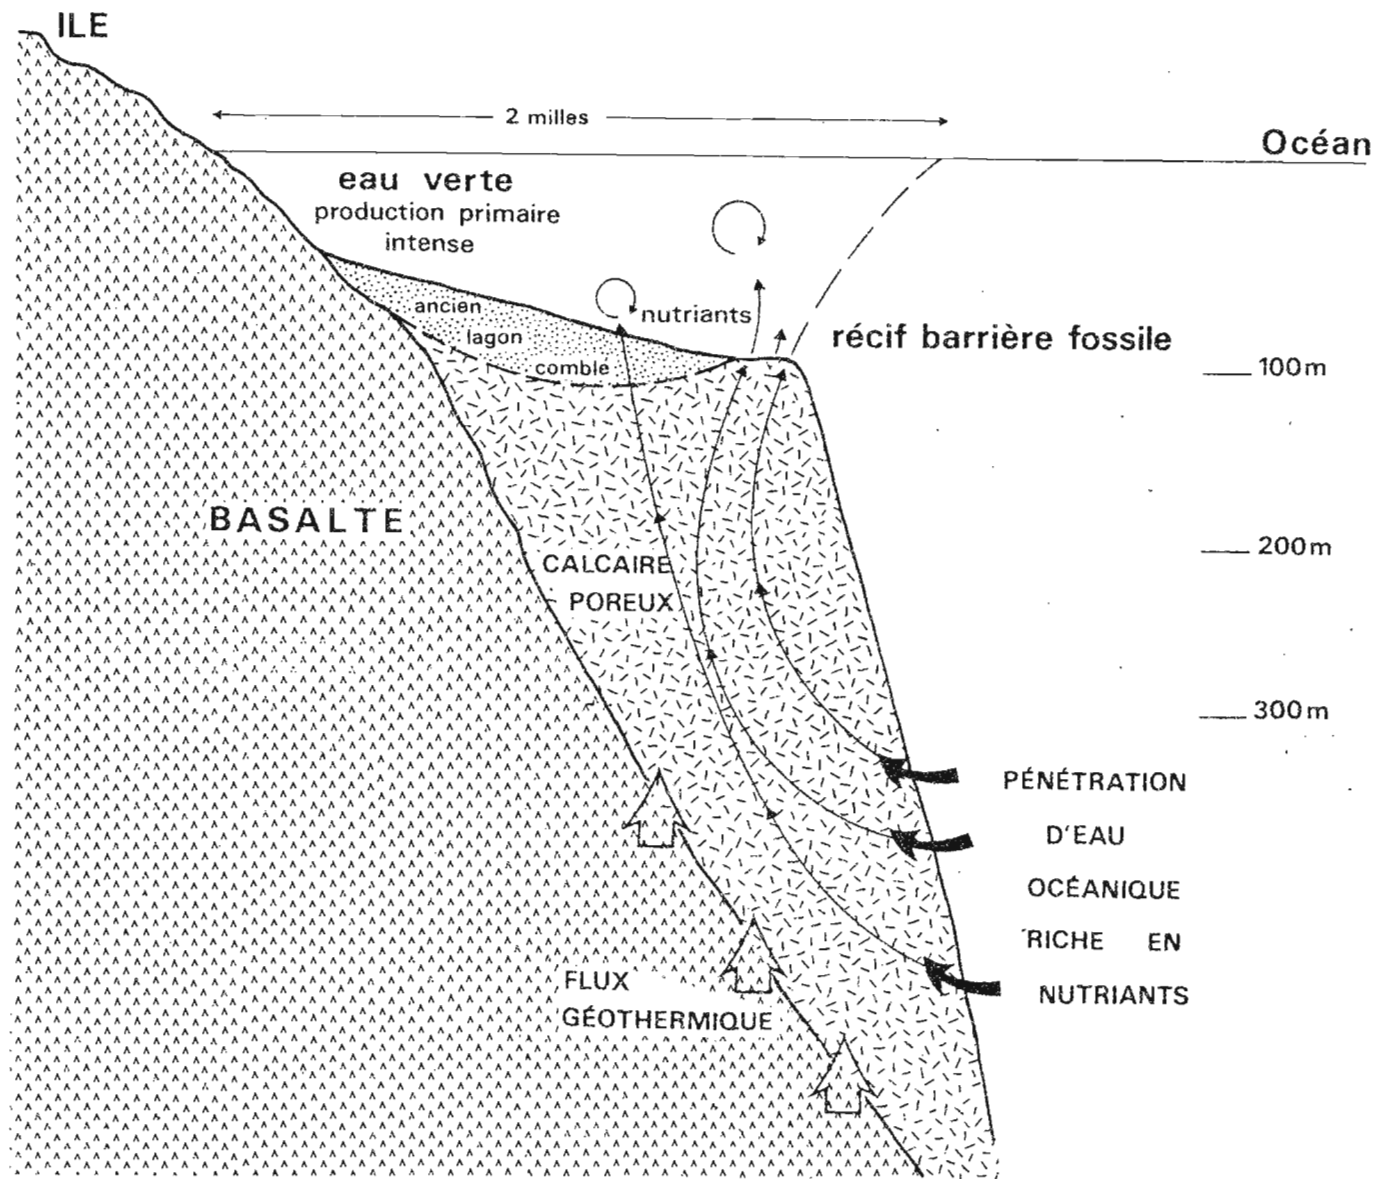 ILE
2 milles
Océan
eau verte
production primaire
intense
ancien
lagon
comble
nutriants
récif barrière fossile
100m
200m
300m
BASALTE
CALCAIRE
POREUX
PÉNÉTRATION
D'EAU
OCÉANIQUE
RICHE EN
NUTRIANTS
FLUX
GÉOTHERMIQUE